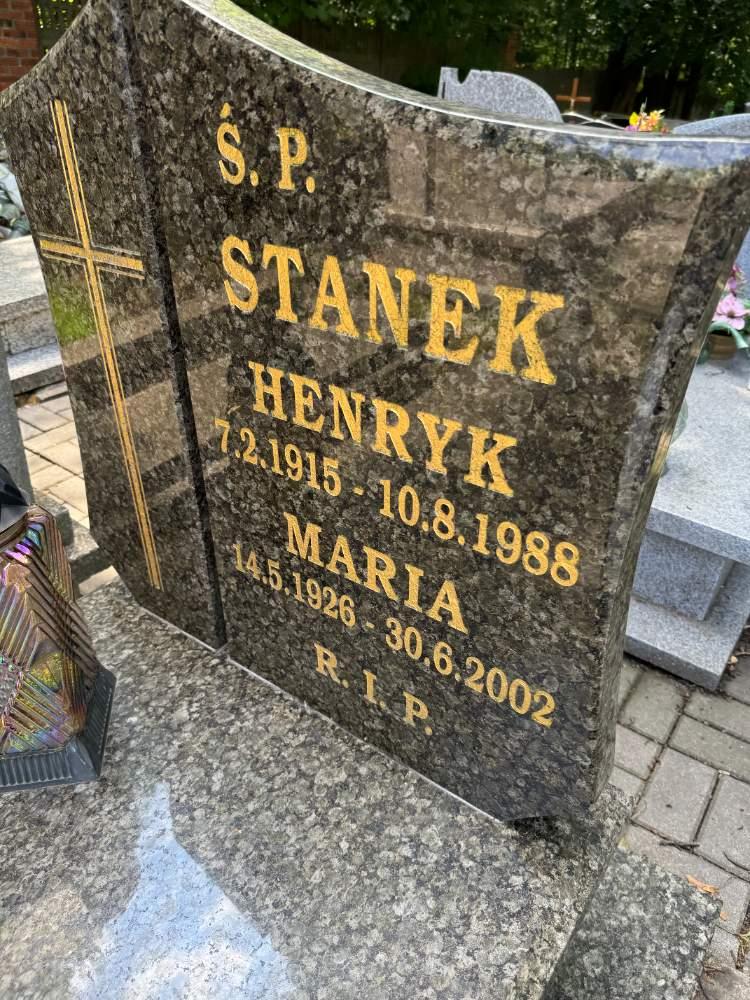 Ś. P.
STANEK
HENRYK
7.2.1915 - 10.8.1988
MARIA
14.5.1926 - 30.6.2002
R. I. P.